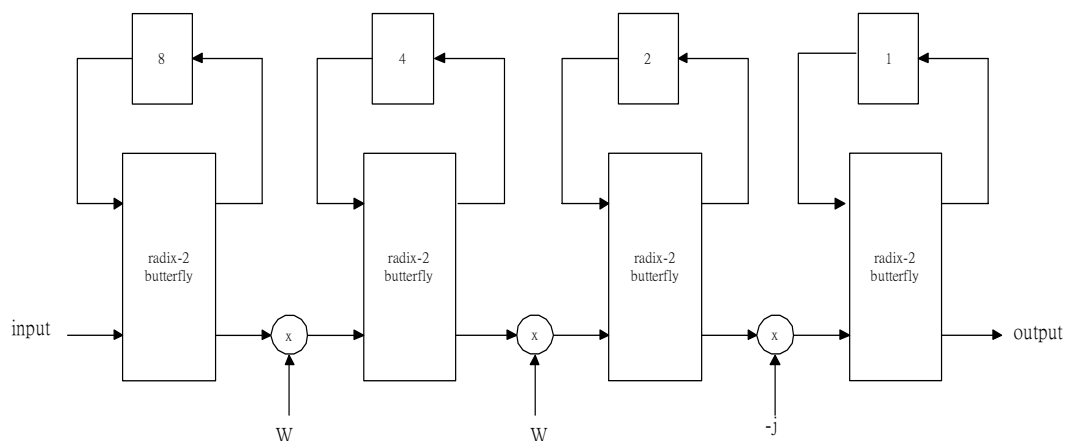 8
4
2
1
radix-2
butterfly
radix-2
butterfly
radix-2
butterfly
radix-2
butterfly
input
x
x
x
output
W
W
-j